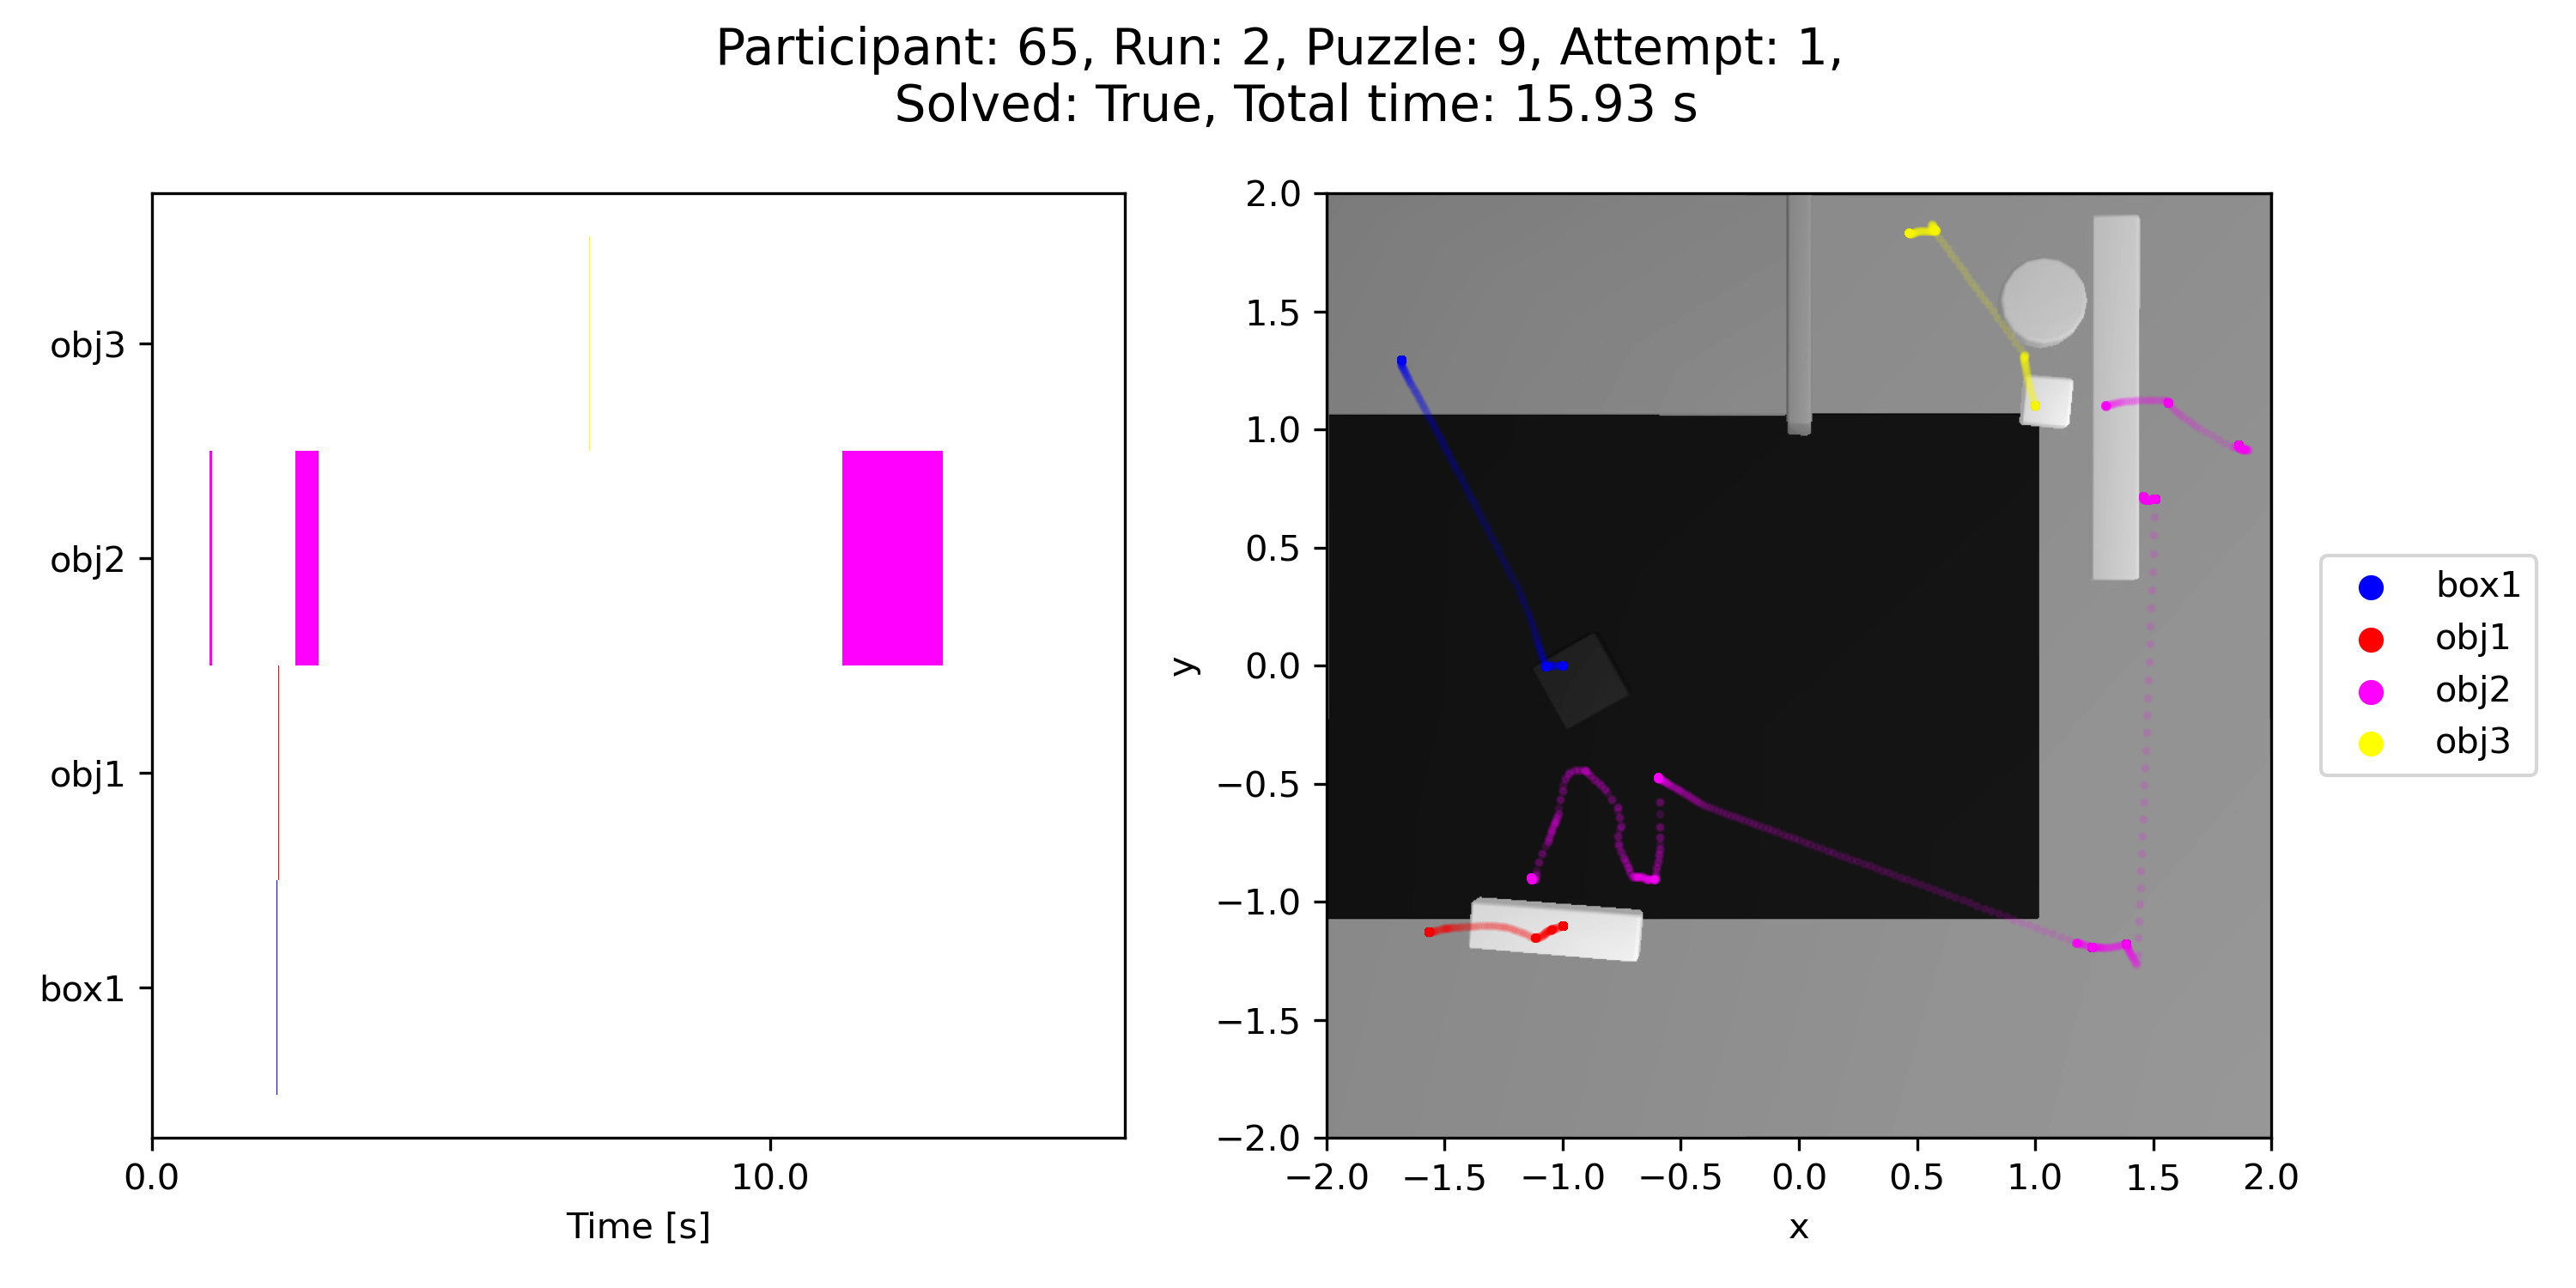 Participant: 65, Run: 2, Puzzle: 9, Attempt: 1,
Solved: True, Total time: 15.93 s
obj3
obj2
obj1
box1
0.0
10.0
Time [s]
2.0
1.5
1.0
0.5
0.0
−0.5
−1.0
−1.5
−2.0
y
−2.0
−1.5
−1.0
−0.5
0.0
0.5
1.0
1.5
2.0
x
box1
obj1
obj2
obj3